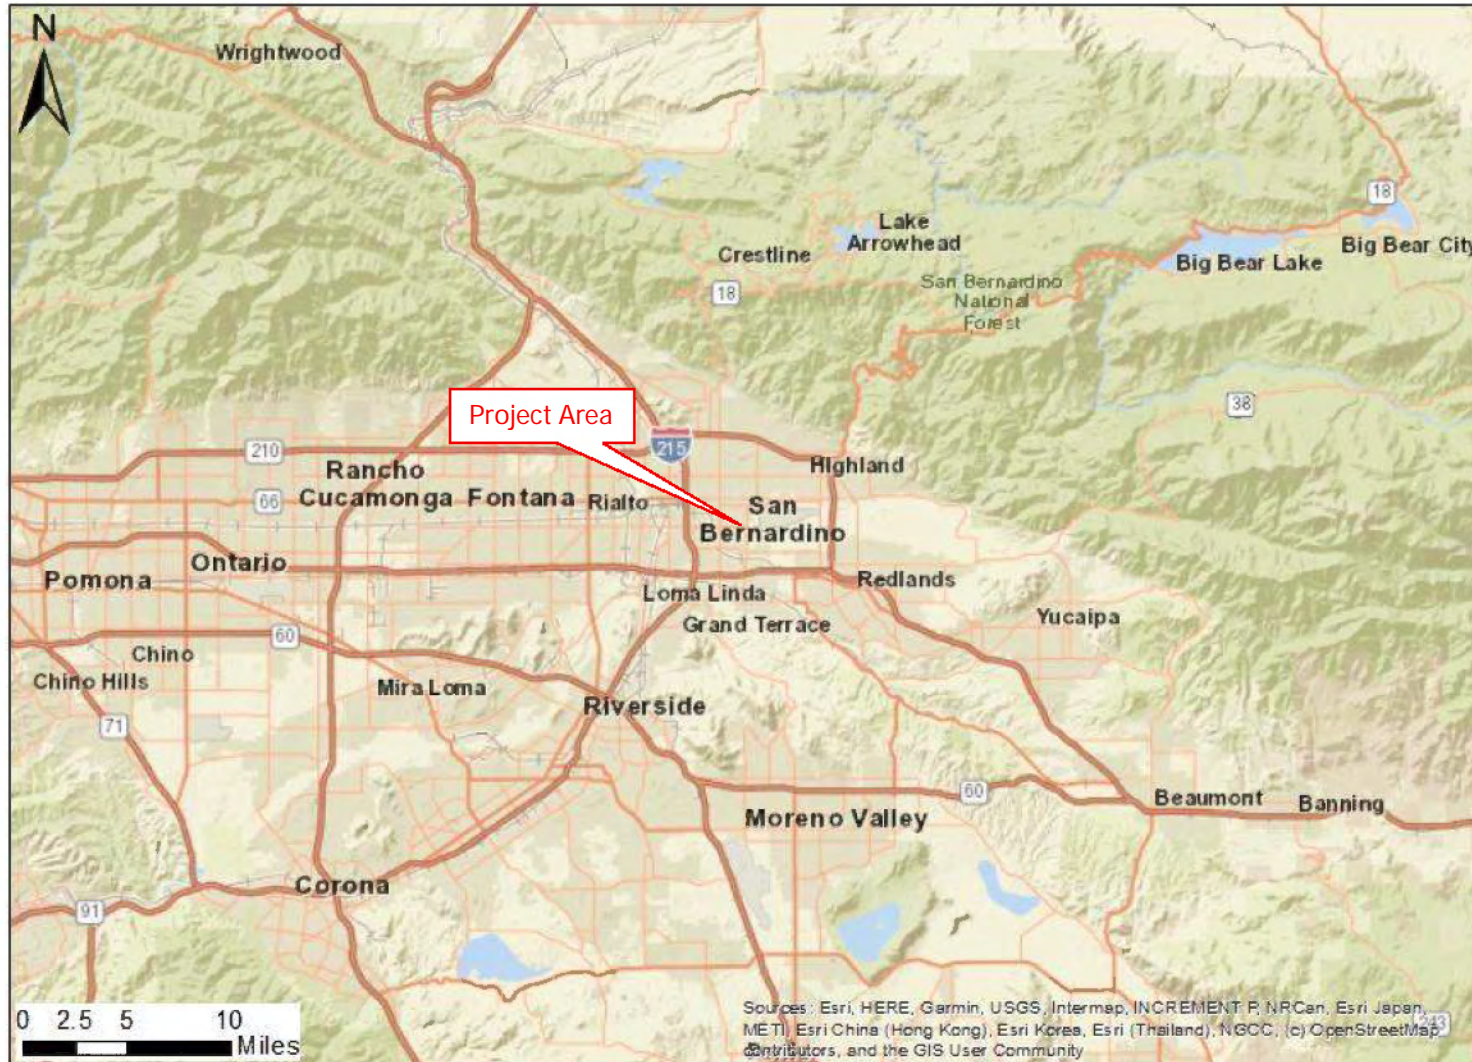 N
Wrightwood
18
Lake
Arrowhead
Crestline
Big Bear City
Big Bear Lake
San Bernardino
National
Forest
18
38
Project Area
215
210
Highland
Rancho
Cucamonga
Fontana
Rialto
66
San
Bernardino
Ontario
Pomona
Redlands
Loma Linda
Yucaipa
Grand Terrace
60
Chino
Chino Hills
Mira Loma
Riverside
71
60
Beaumont
Banning
Moreno Valley
Corona
91
0 2.5 5 10
Miles
Sources: Esri, HERE, Garmin, USGS, Intermap, INCREMENT P, NRCan, Esri Japan,
METI, Esri China (Hong Kong), Esri Korea, Esri (Thailand), NGCC, (c) OpenStreetMap
contributors, and the GIS User Community
243